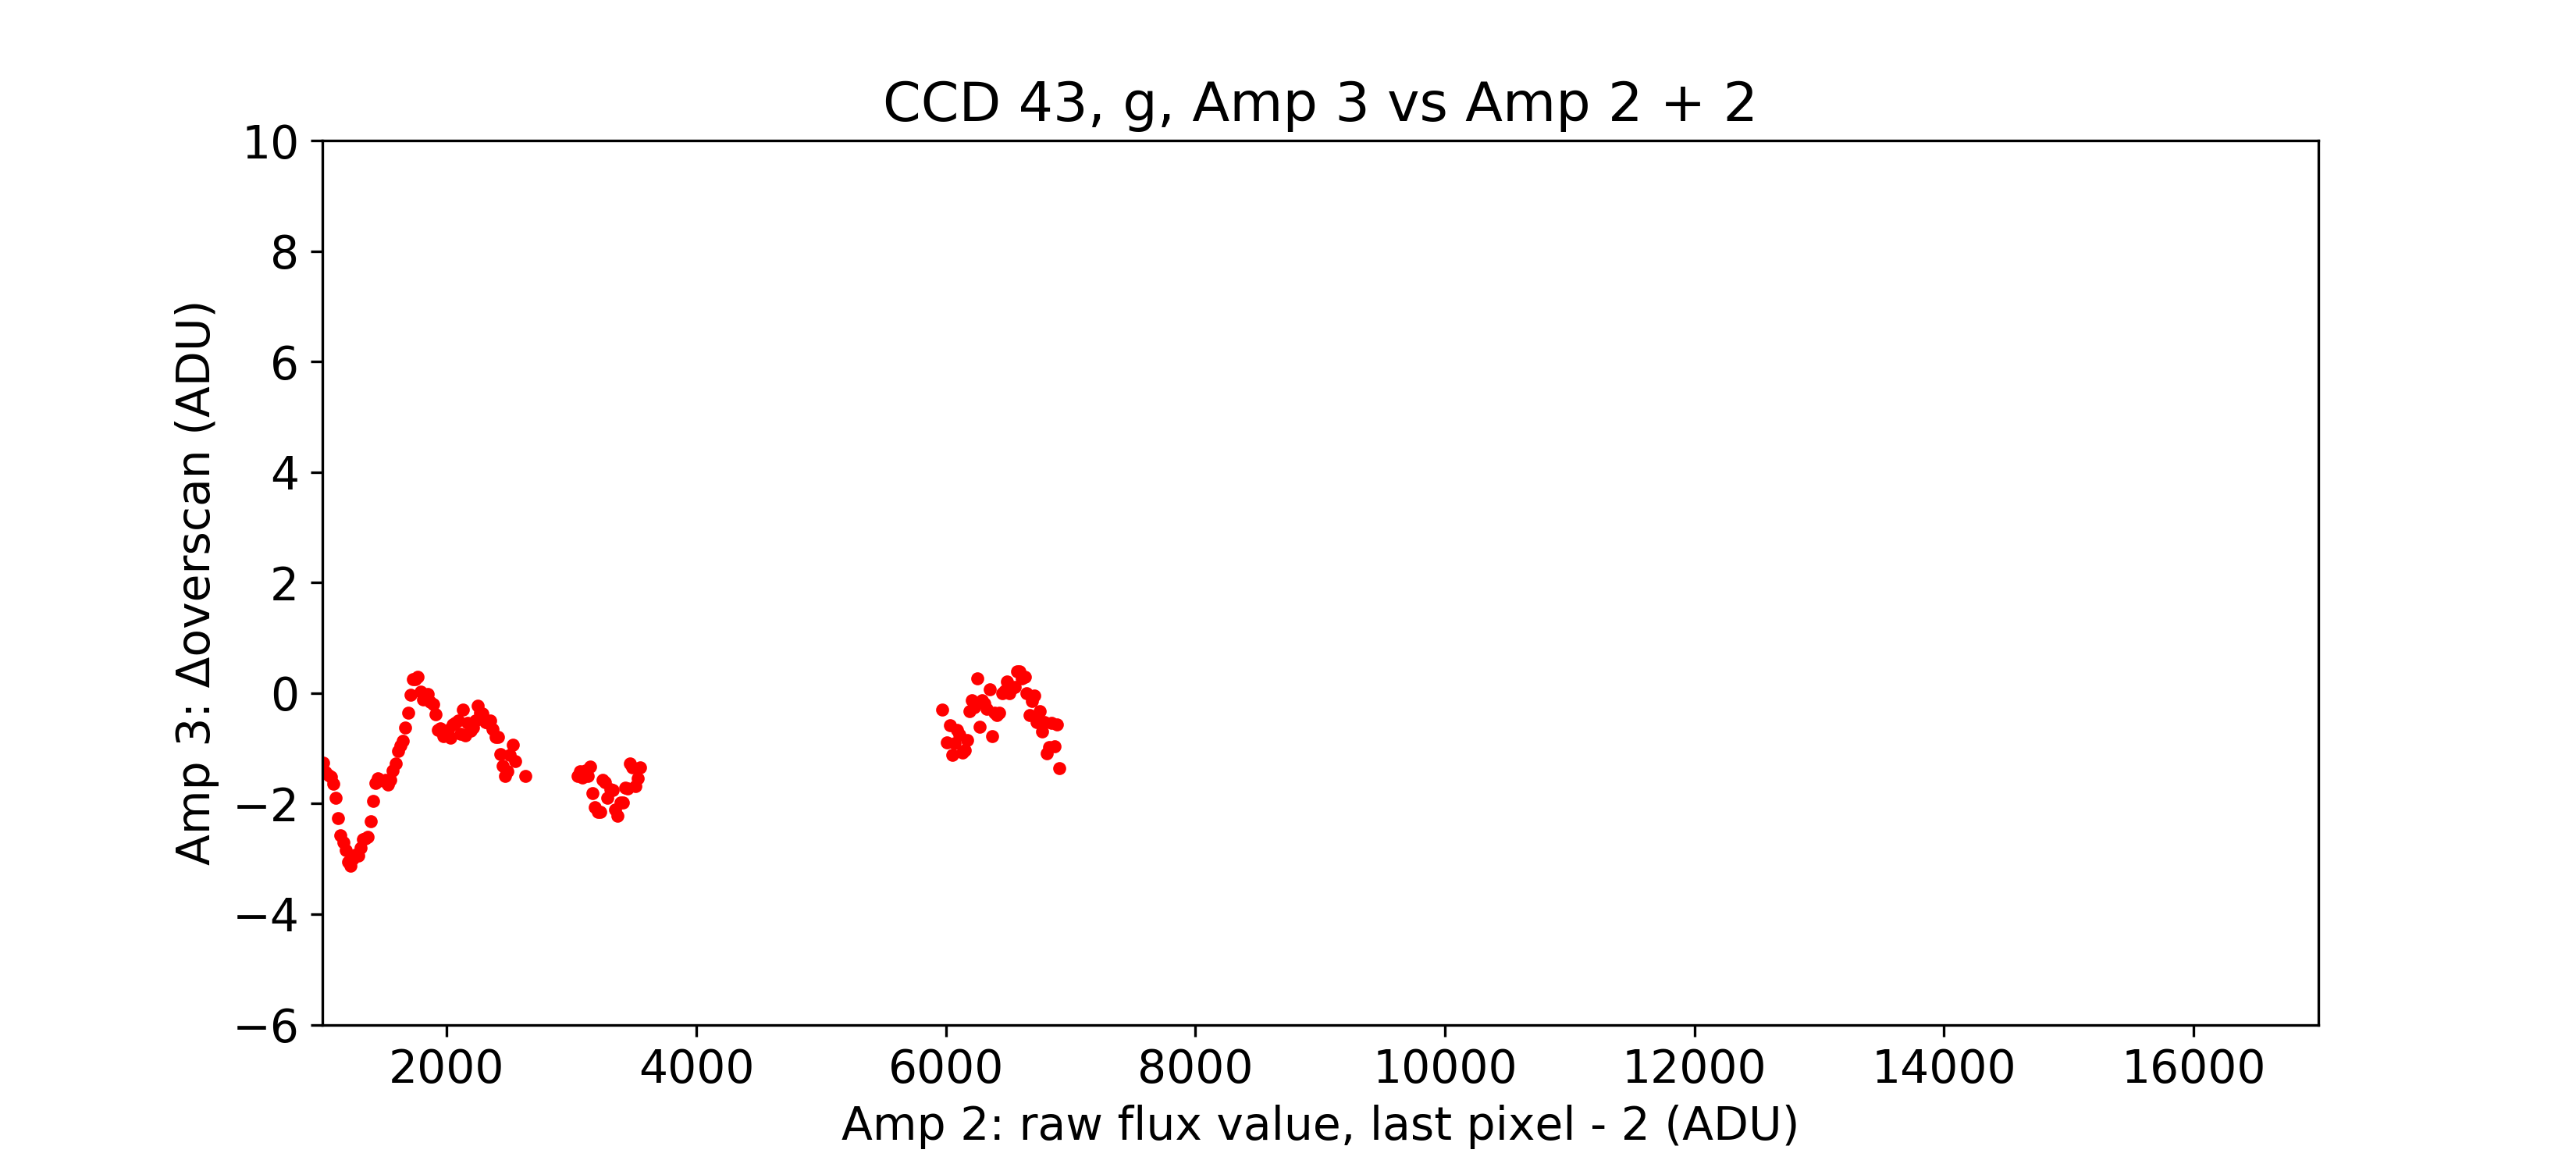 CCD 43, g, Amp 3 vs Amp 2 + 2
10
8
6
4
2
0
−2
−4
−6
Amp 3: Δoverscan (ADU)
2000 4000 6000 8000 10000 12000 14000 16000
Amp 2: raw flux value, last pixel - 2 (ADU)